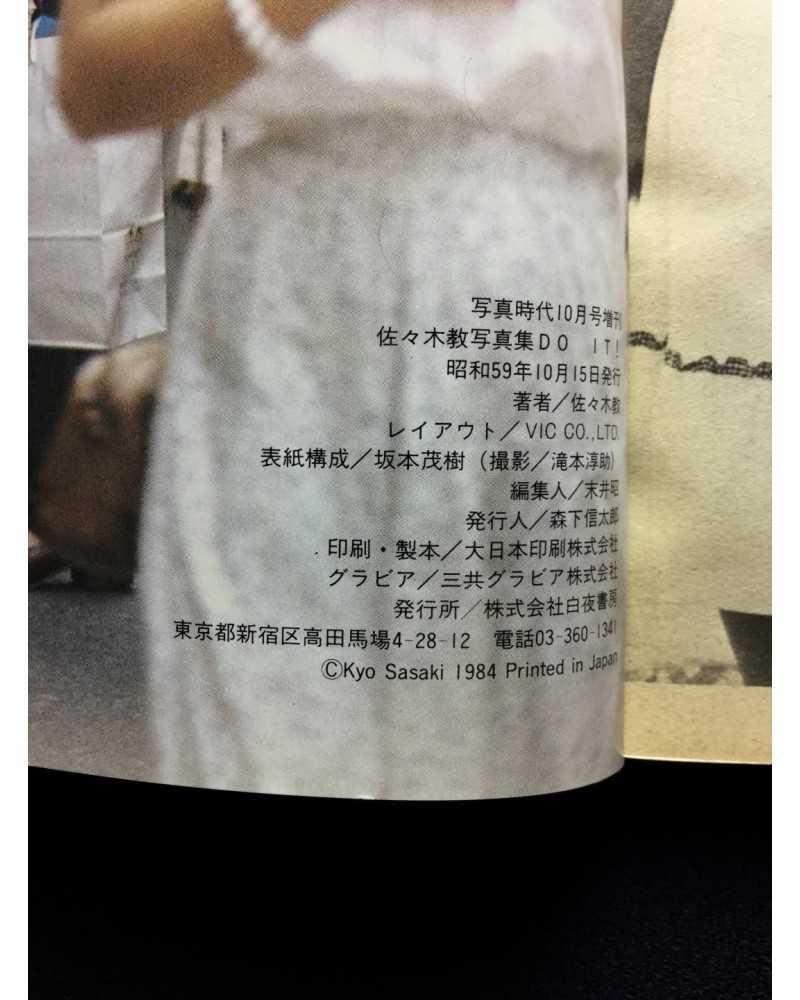 写真時代10月号増刊
佐々木教写真集DO IT!
昭和59年10月15日発行
著者／佐々木教
レイアウト／VIC CO.,LTD.
表紙構成／坂本茂樹（撮影／滝本淳助）
編集人／末井昭
発行人／森下信太郎
印刷・製本／大日本印刷株式会社
グラビア／三共グラビア株式会社
発行所／株式会社白夜書房
東京都新宿区高田馬場4-28-12 電話03-360-1341
©Kyo Sasaki 1984 Printed in Japan